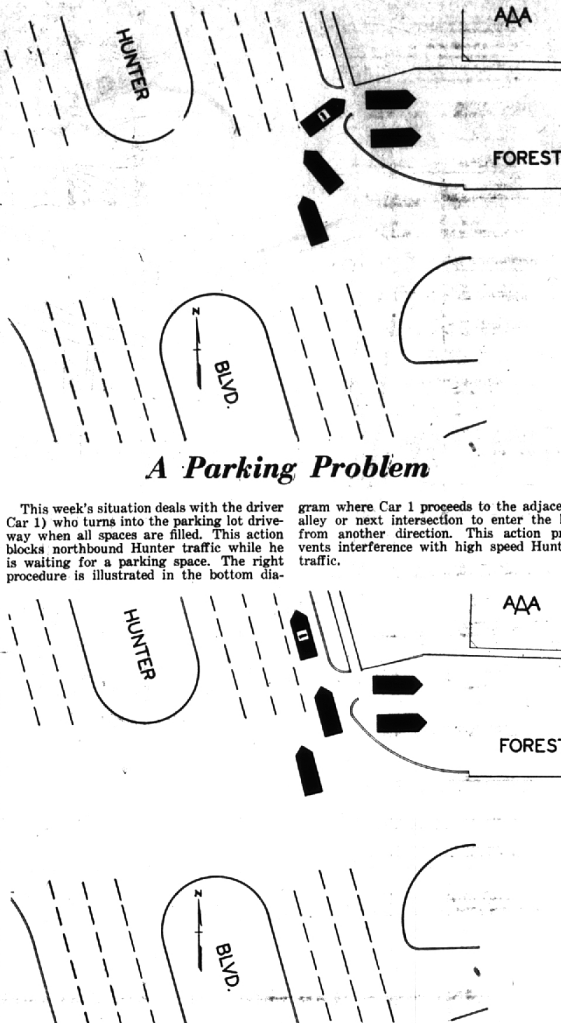 AAA
HUNTER
1
FOREST
N
BLVD.
A Parking Problem
This week's situation deals with the driver
Car 1) who turns into the parking lot drive-
way when all spaces are filled. This action
blocks northbound Hunter traffic while he
is waiting for a parking space. The right
procedure is illustrated in the bottom dia-
gram where Car 1 proceeds to the adjace
alley or next intersection to enter the
from another direction. This action pr
vents interference with high speed Hunt
traffic.
AAA
HUNTER
1
FOREST
N
BLVD.